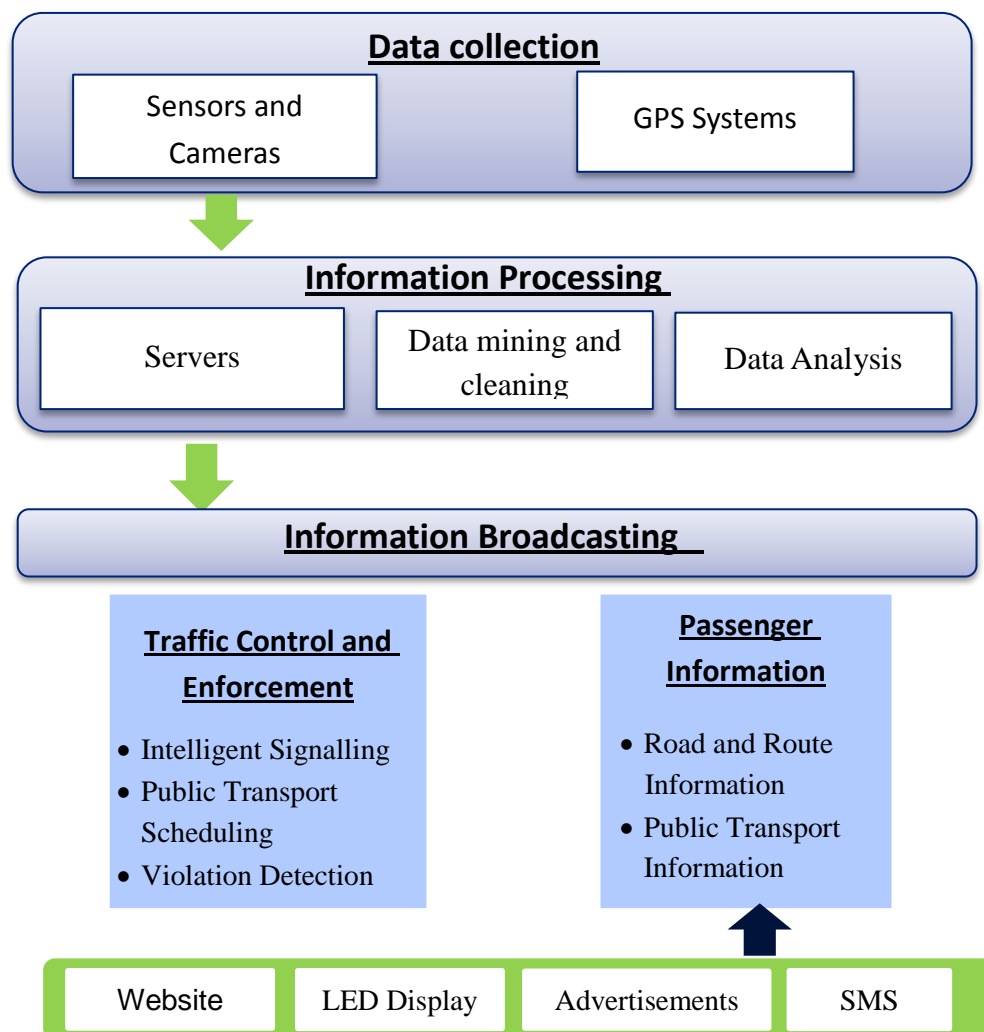 Data collection
Sensors and
Cameras
GPS Systems
Information Processing
Servers
Data mining and
cleaning
Data Analysis
Information Broadcasting
Traffic Control and
Enforcement
• Intelligent Signalling
• Public Transport
Scheduling
• Violation Detection
Passenger
Information
• Road and Route
Information
• Public Transport
Information
Website
LED Display
Advertisements
SMS